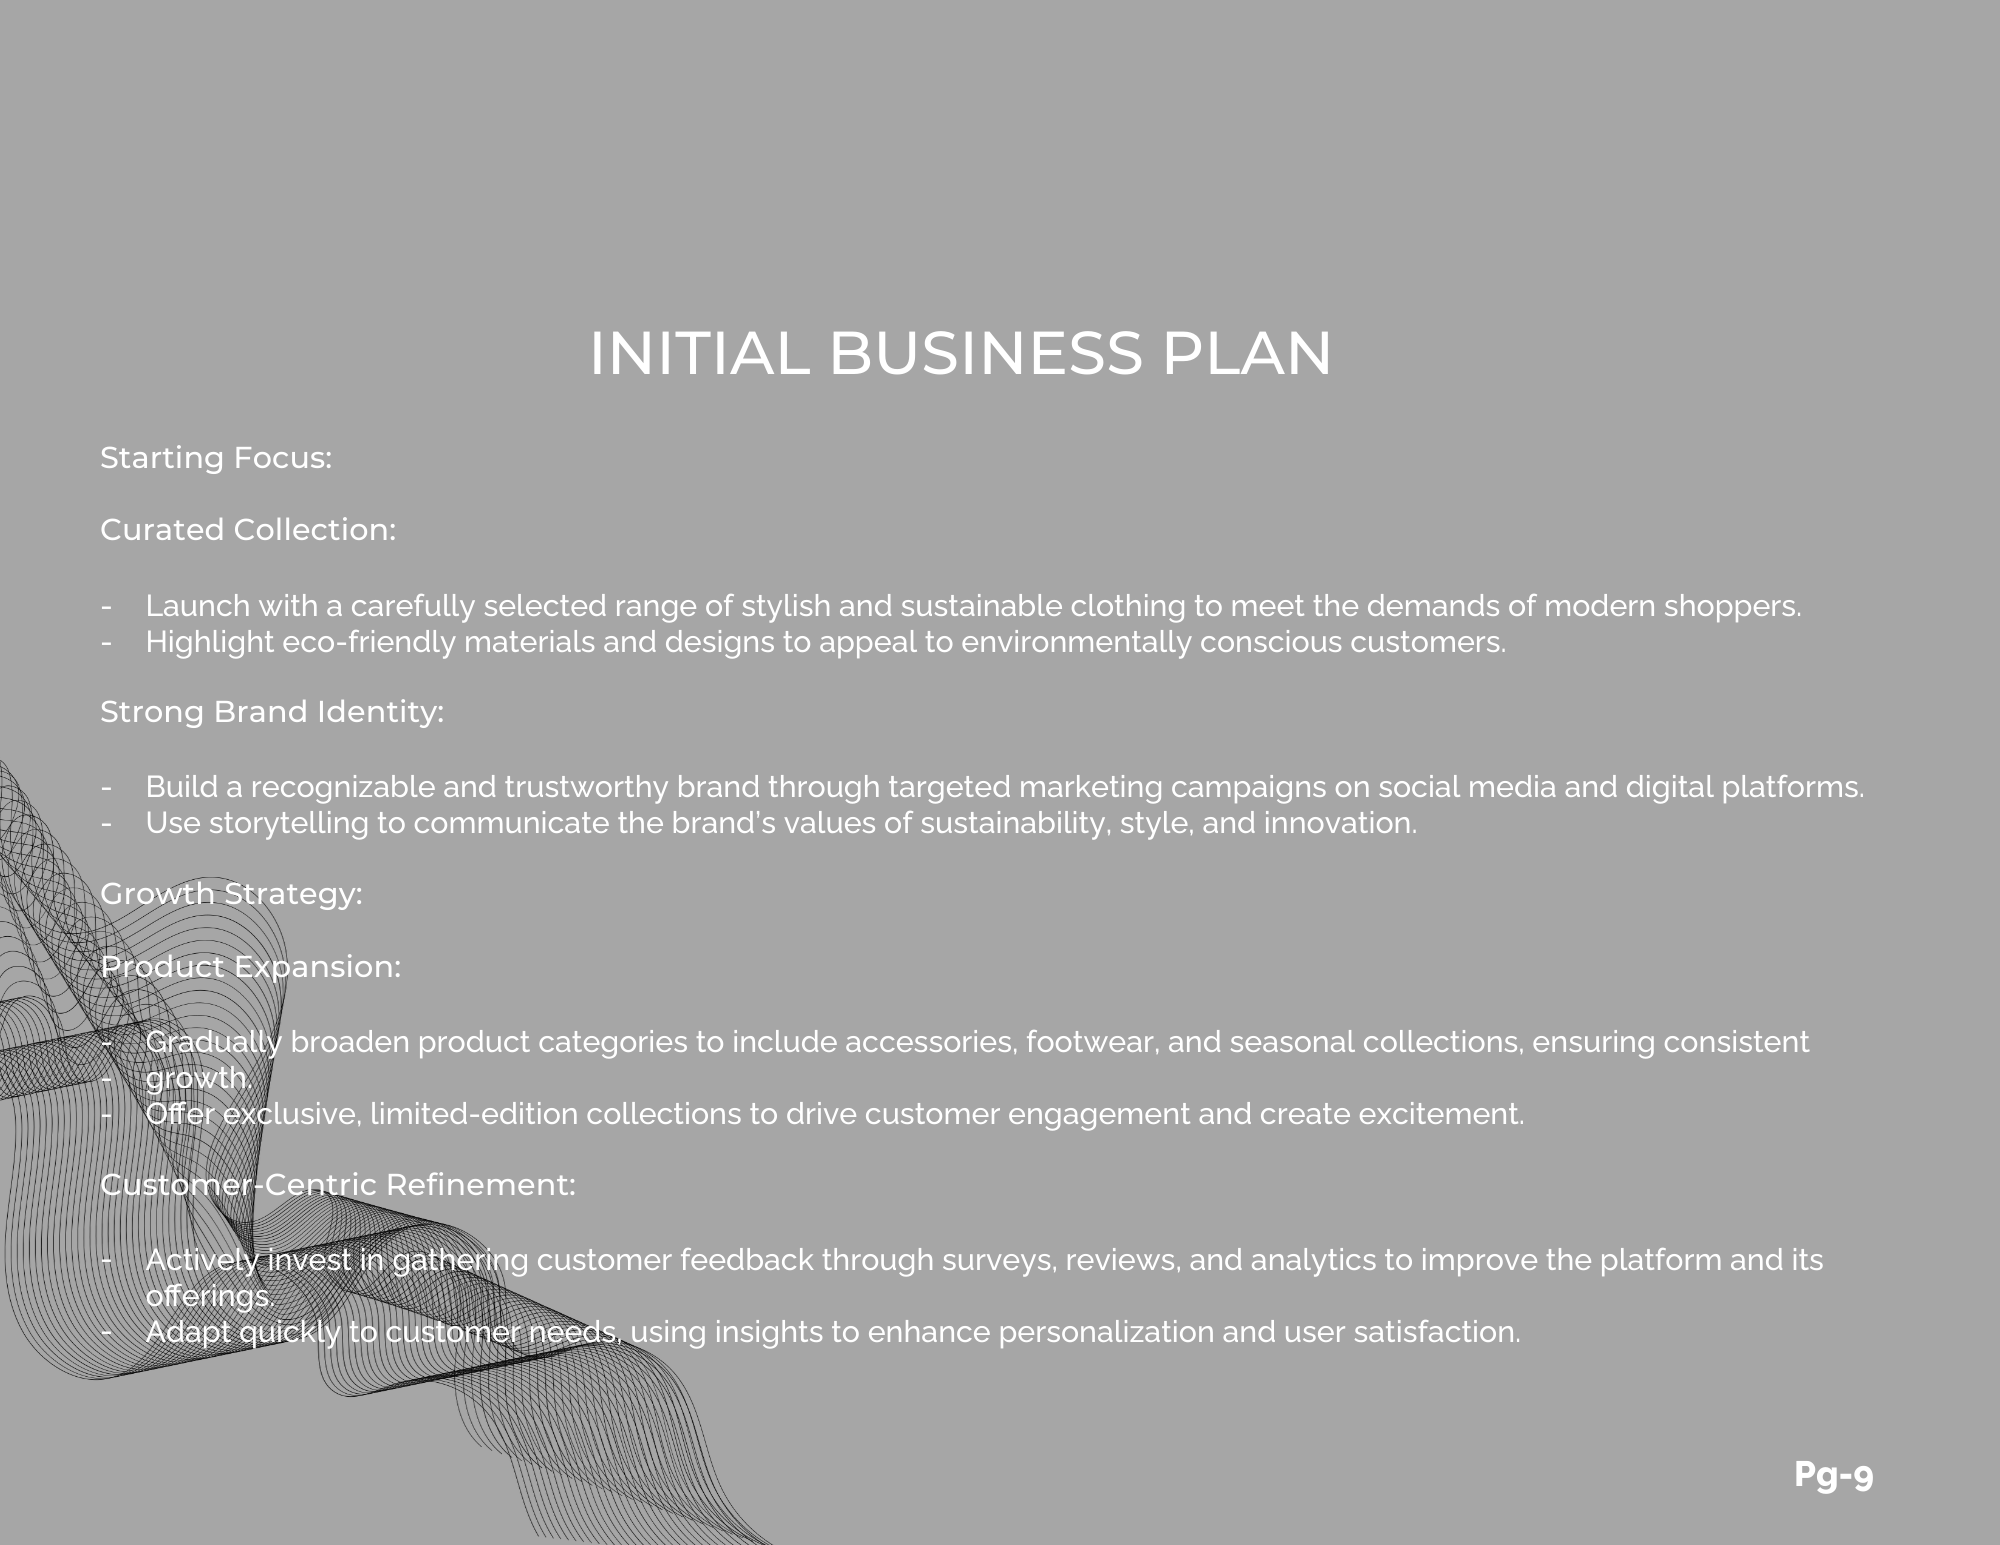 INITIAL BUSINESS PLAN
Starting Focus:
Curated Collection:
- Launch with a carefully selected range of stylish and sustainable clothing to meet the demands of modern shoppers.
- Highlight eco-friendly materials and designs to appeal to environmentally conscious customers.
Strong Brand Identity:
- Build a recognizable and trustworthy brand through targeted marketing campaigns on social media and digital platforms.
- Use storytelling to communicate the brand’s values of sustainability, style, and innovation.
Growth Strategy:
Product Expansion:
- Gradually broaden product categories to include accessories, footwear, and seasonal collections, ensuring consistent
- growth.
- Offer exclusive, limited-edition collections to drive customer engagement and create excitement.
Customer-Centric Refinement:
- Actively invest in gathering customer feedback through surveys, reviews, and analytics to improve the platform and its
offerings.
- Adapt quickly to customer needs, using insights to enhance personalization and user satisfaction.
Pg-9